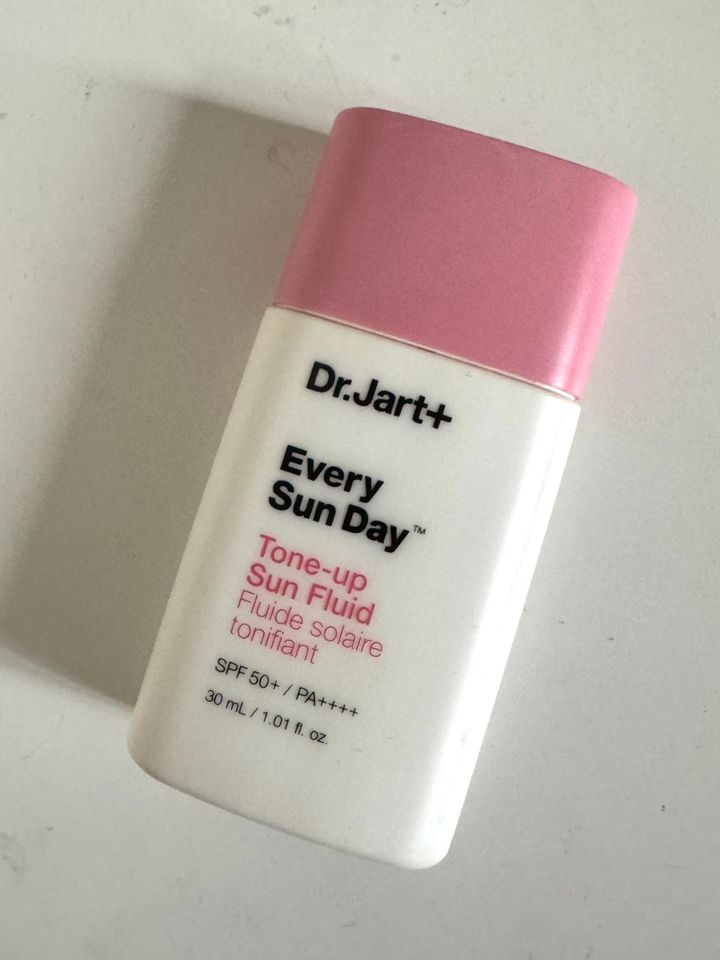 Dr.Jart+
Every
Sun Day™
Tone-up
Sun Fluid
Fluide solaire
tonifiant
SPF 50+ / PA++++
30 mL / 1.01 fl. oz.